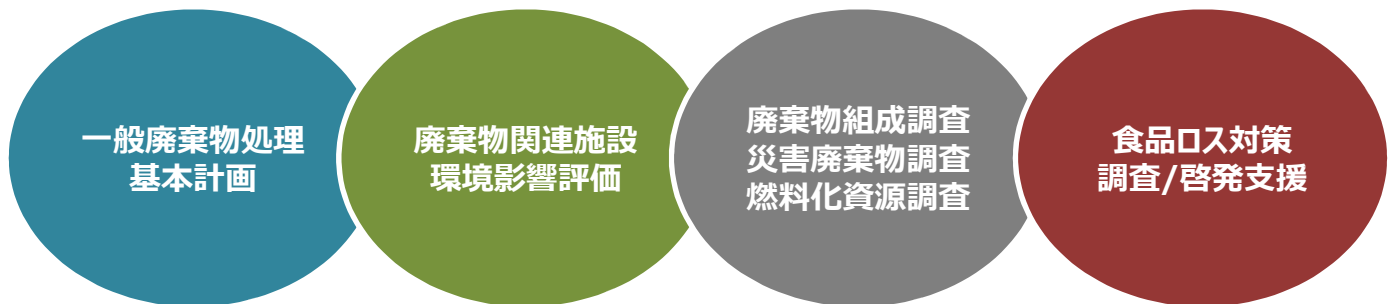 一般廃棄物処理
基本計画
廃棄物関連施設
環境影響評価
廃棄物組成調査
災害廃棄物調査
燃料化資源調査
食品ロス対策
調査/啓発支援